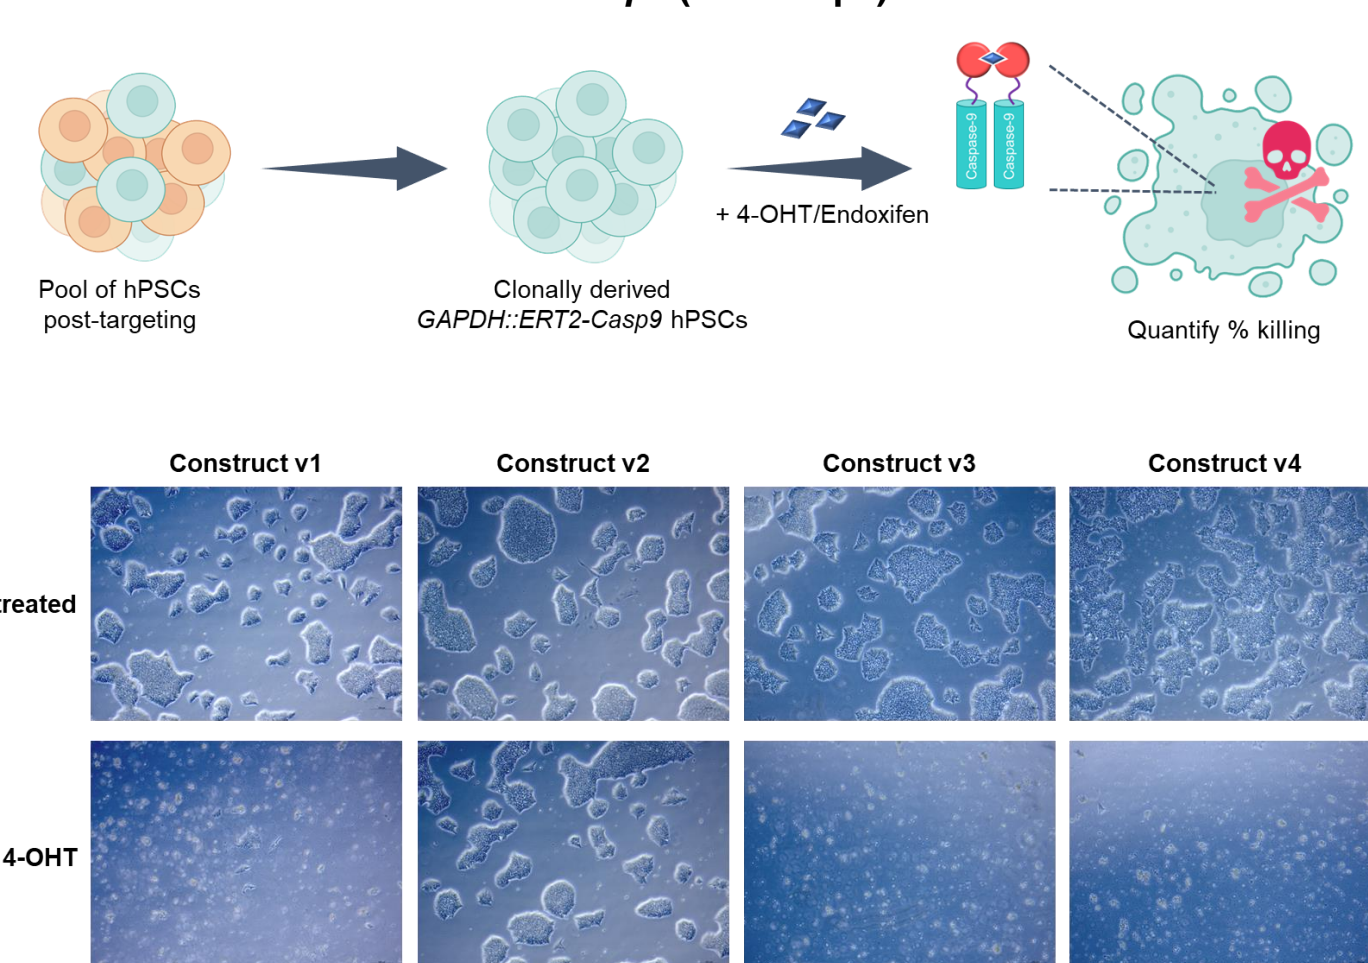 + 4-OHT/Endoxifen
Caspase-9
Caspase-9
Pool of hPSCs
post-targeting
Clonally derived
GAPDH::ERT2-Casp9 hPSCs
Quantify % killing
Construct v1
Construct v2
Construct v3
Construct v4
treated
4-OHT